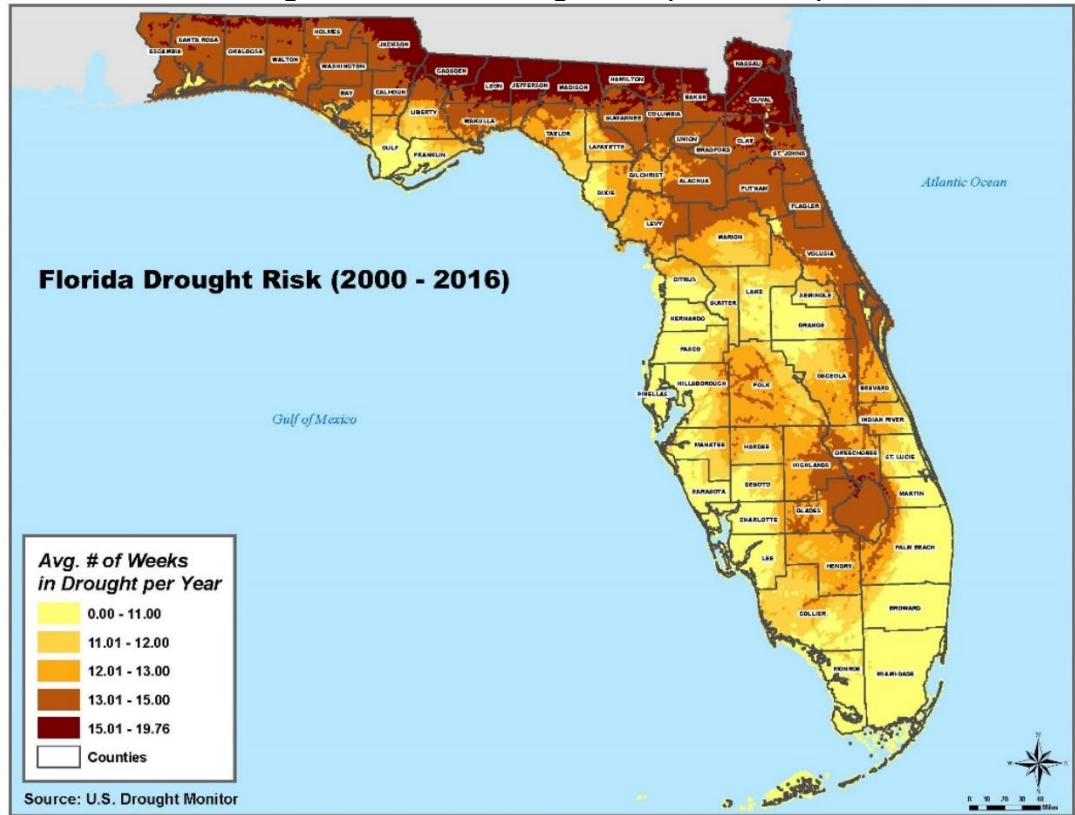 HOLMES
JACKSON
SANTA ROSA
ESCAMBIA
OKALOOSA
WALTON
WASHINGTON
GADSDEN
NASSAU
HAMILTON
LEON
JEFFERSON
MADISON
BAY
CALHOUN
BAKER
DUVAL
LIBERTY
WAKULLA
SUWANNEE
COLUMBIA
TAYLOR
UNION
CLAY
GULF
FRANKLIN
LAFAYETTE
BRADFORD
ST. JOHNS
GILCHRIST
ALACHUA
PUTNAM
Atlantic Ocean
DIXIE
FLAGLER
LEVY
MARION
VOLUSIA
Florida Drought Risk (2000 - 2016)
CITRUS
LAKE
SEMINOLE
SUMTER
HERNANDO
ORANGE
PASCO
OSCEOLA
HILLSBOROUGH
POLK
BREVARD
PINELLAS
Gulf of Mexico
INDIAN RIVER
MANATEE
HARDEE
OKEECHOBEE
ST. LUCIE
HIGHLANDS
SARASOTA
DESOTO
MARTIN
GLADES
CHARLOTTE
PALM BEACH
LEE
HENDRY
COLLIER
BROWARD
MONROE
MIAMI-DADE
Avg. # of Weeks
in Drought per Year
0.00 - 11.00
11.01 - 12.00
12.01 - 13.00
13.01 - 15.00
15.01 - 19.76
Counties
Source: U.S. Drought Monitor
N
W
S
0 10 20 30 40
Miles